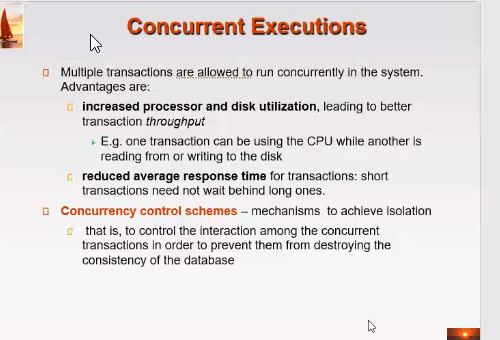 Concurrent Executions
Multiple transactions are allowed to run concurrently in the system.
Advantages are:
increased processor and disk utilization, leading to better
transaction throughput
E.g. one transaction can be using the CPU while another is
reading from or writing to the disk
reduced average response time for transactions: short
transactions need not wait behind long ones.
Concurrency control schemes – mechanisms to achieve isolation
that is, to control the interaction among the concurrent
transactions in order to prevent them from destroying the
consistency of the database